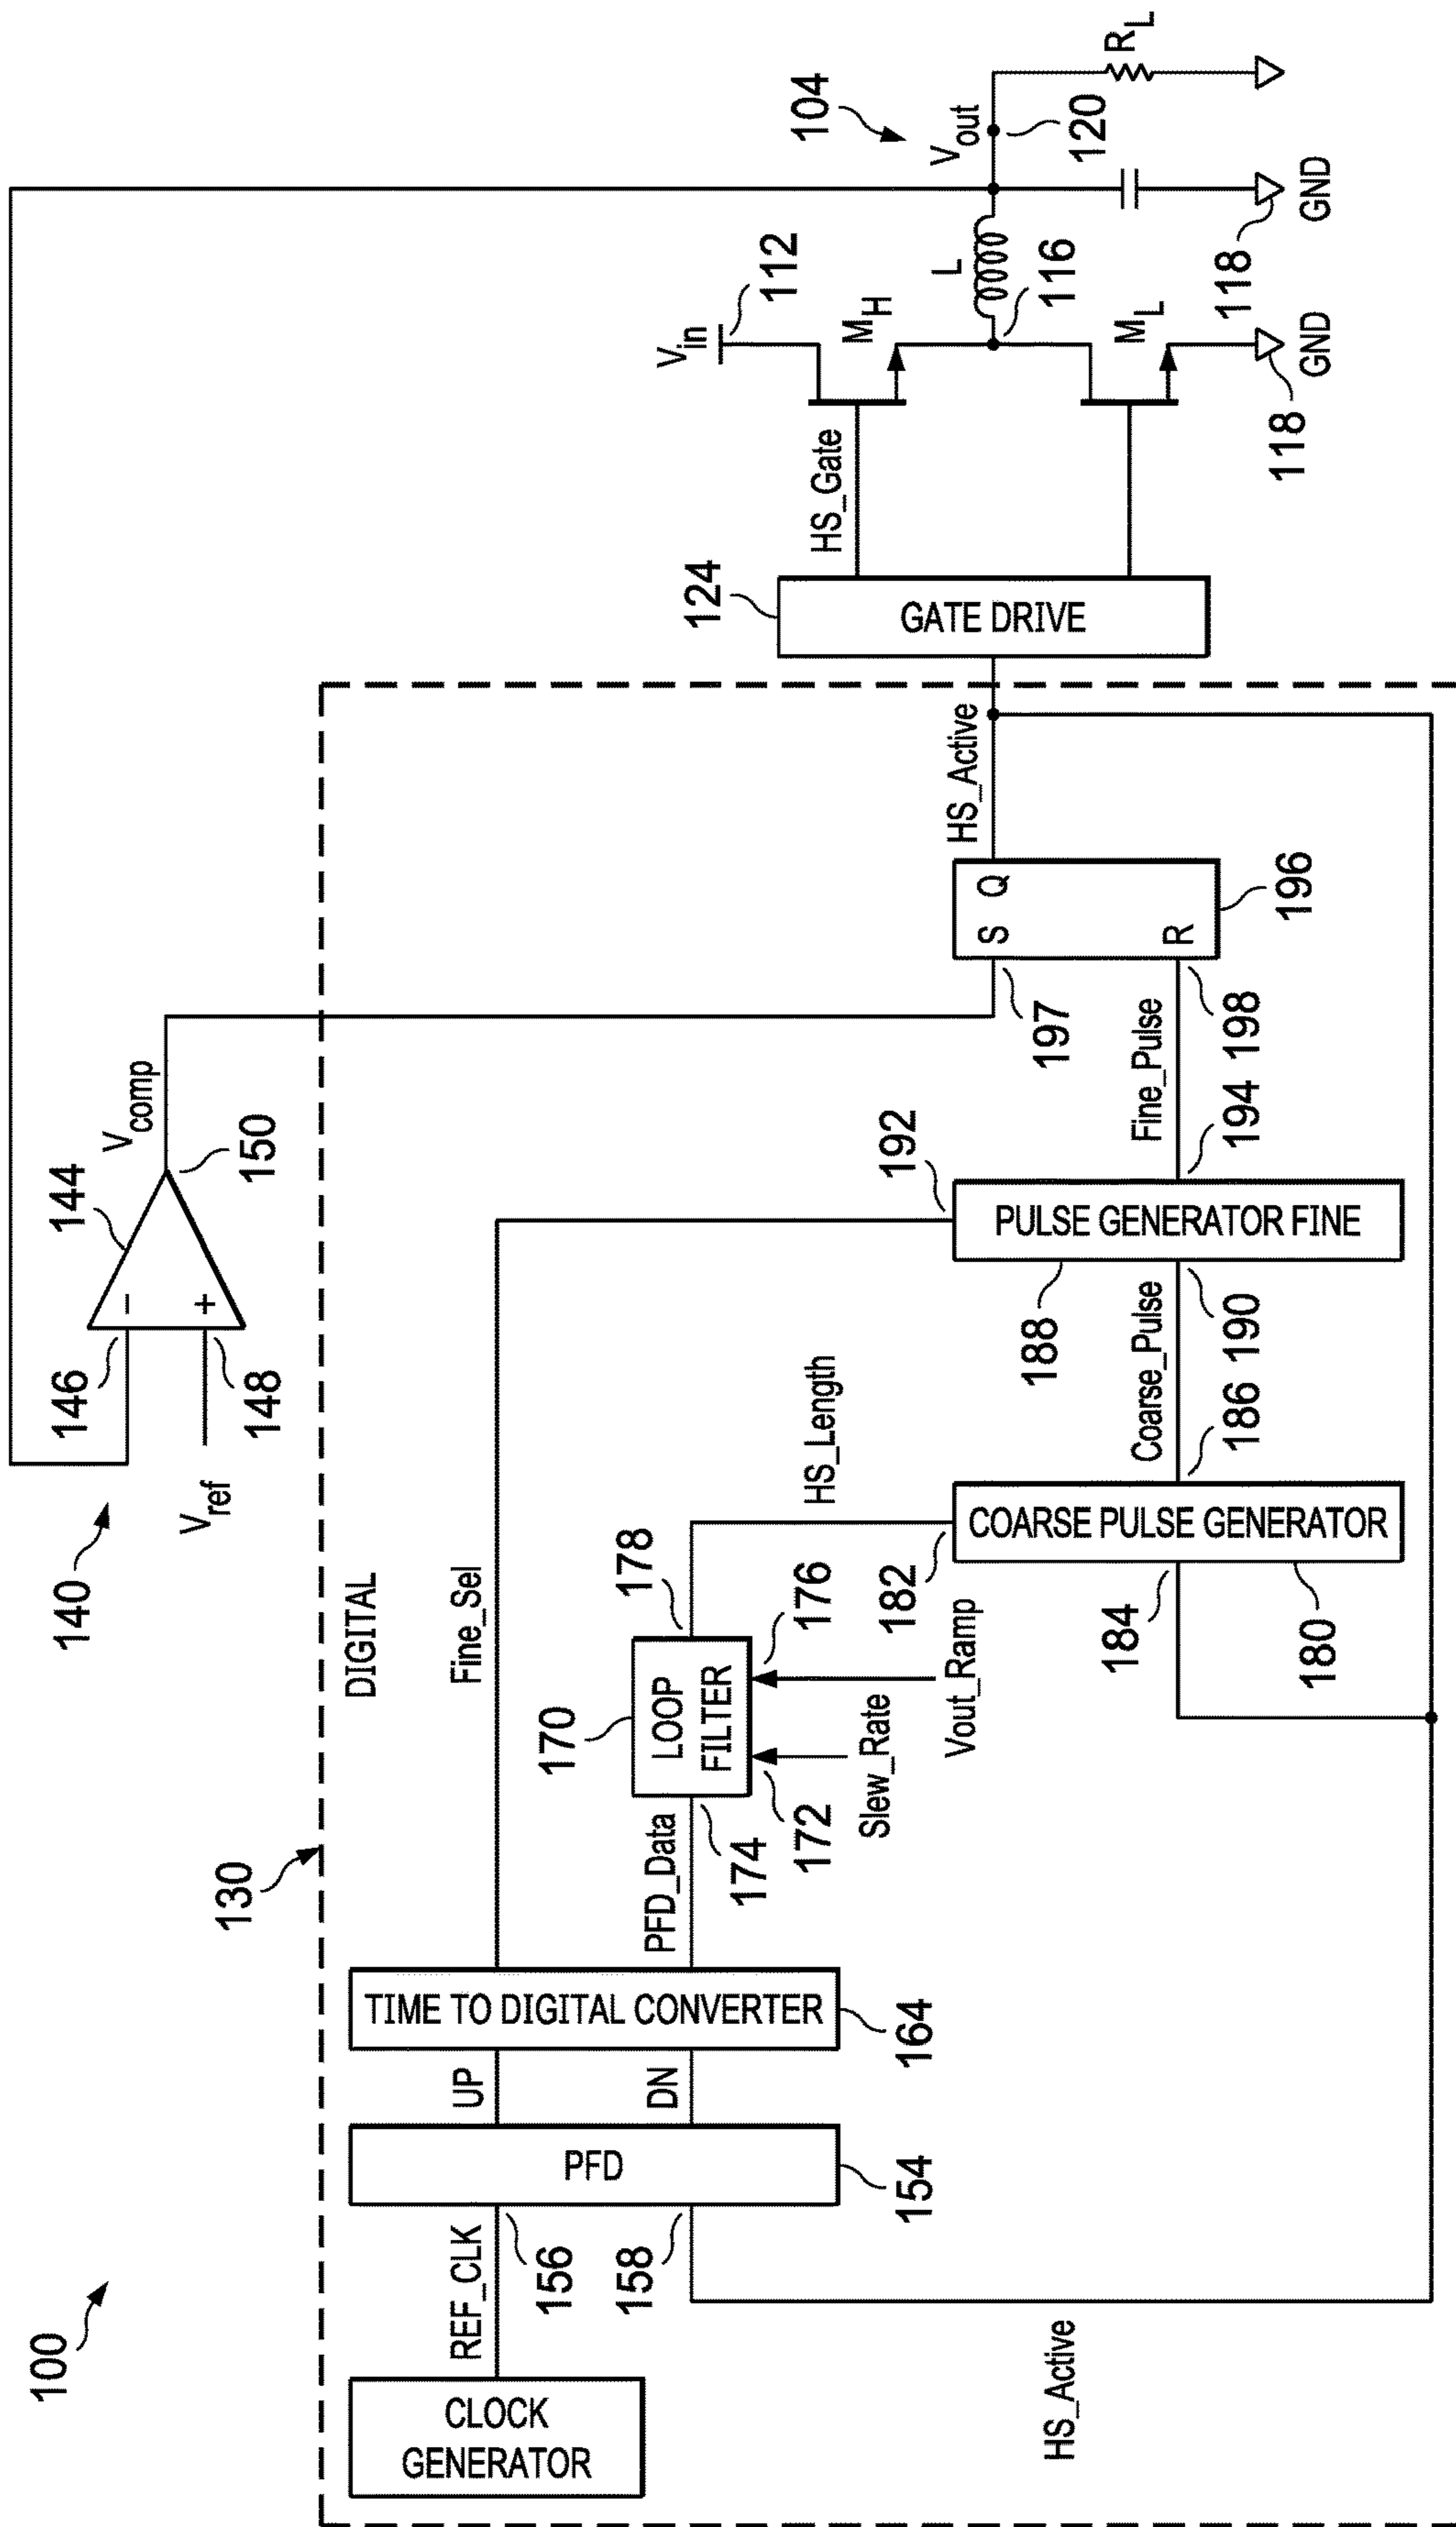 100
140
144
146
148
−
+
V_ref
V_comp
150
104
V_in
112
HS_Gate
M_H
L
116
V_out
120
R_L
M_L
118
GND
118
GND
124
GATE DRIVE
130
DIGITAL
CLOCK
GENERATOR
REF_CLK
156
158
PFD
154
UP
DN
TIME TO DIGITAL CONVERTER
164
Fine_Sel
PFD_Data
174
170
LOOP
FILTER
178
172
176
Slew_Rate
Vout_Ramp
HS_Length
182
184
COARSE PULSE GENERATOR
180
186
Coarse_Pulse
190
188
192
PULSE GENERATOR FINE
194
Fine_Pulse
198
197
S
Q
R
196
HS_Active
HS_Active